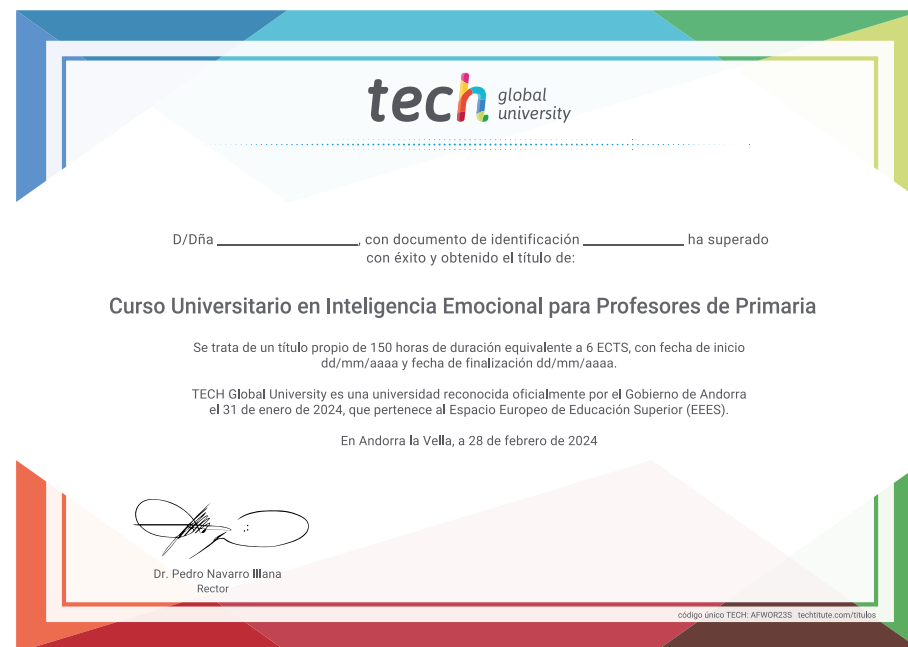 tech global university
D/Dña ____________, con documento de identificación ____________ ha superado
con éxito y obtenido el título de:
Curso Universitario en Inteligencia Emocional para Profesores de Primaria
Se trata de un título propio de 150 horas de duración equivalente a 6 ECTS, con fecha de inicio
dd/mm/aaaa y fecha de finalización dd/mm/aaaa.
TECH Global University es una universidad reconocida oficialmente por el Gobierno de Andorra
el 31 de enero de 2024, que pertenece al Espacio Europeo de Educación Superior (EEES).
En Andorra la Vella, a 28 de febrero de 2024
Dr. Pedro Navarro Illana
Rector
código único TECH: AFWOR23S techtitute.com/titulos